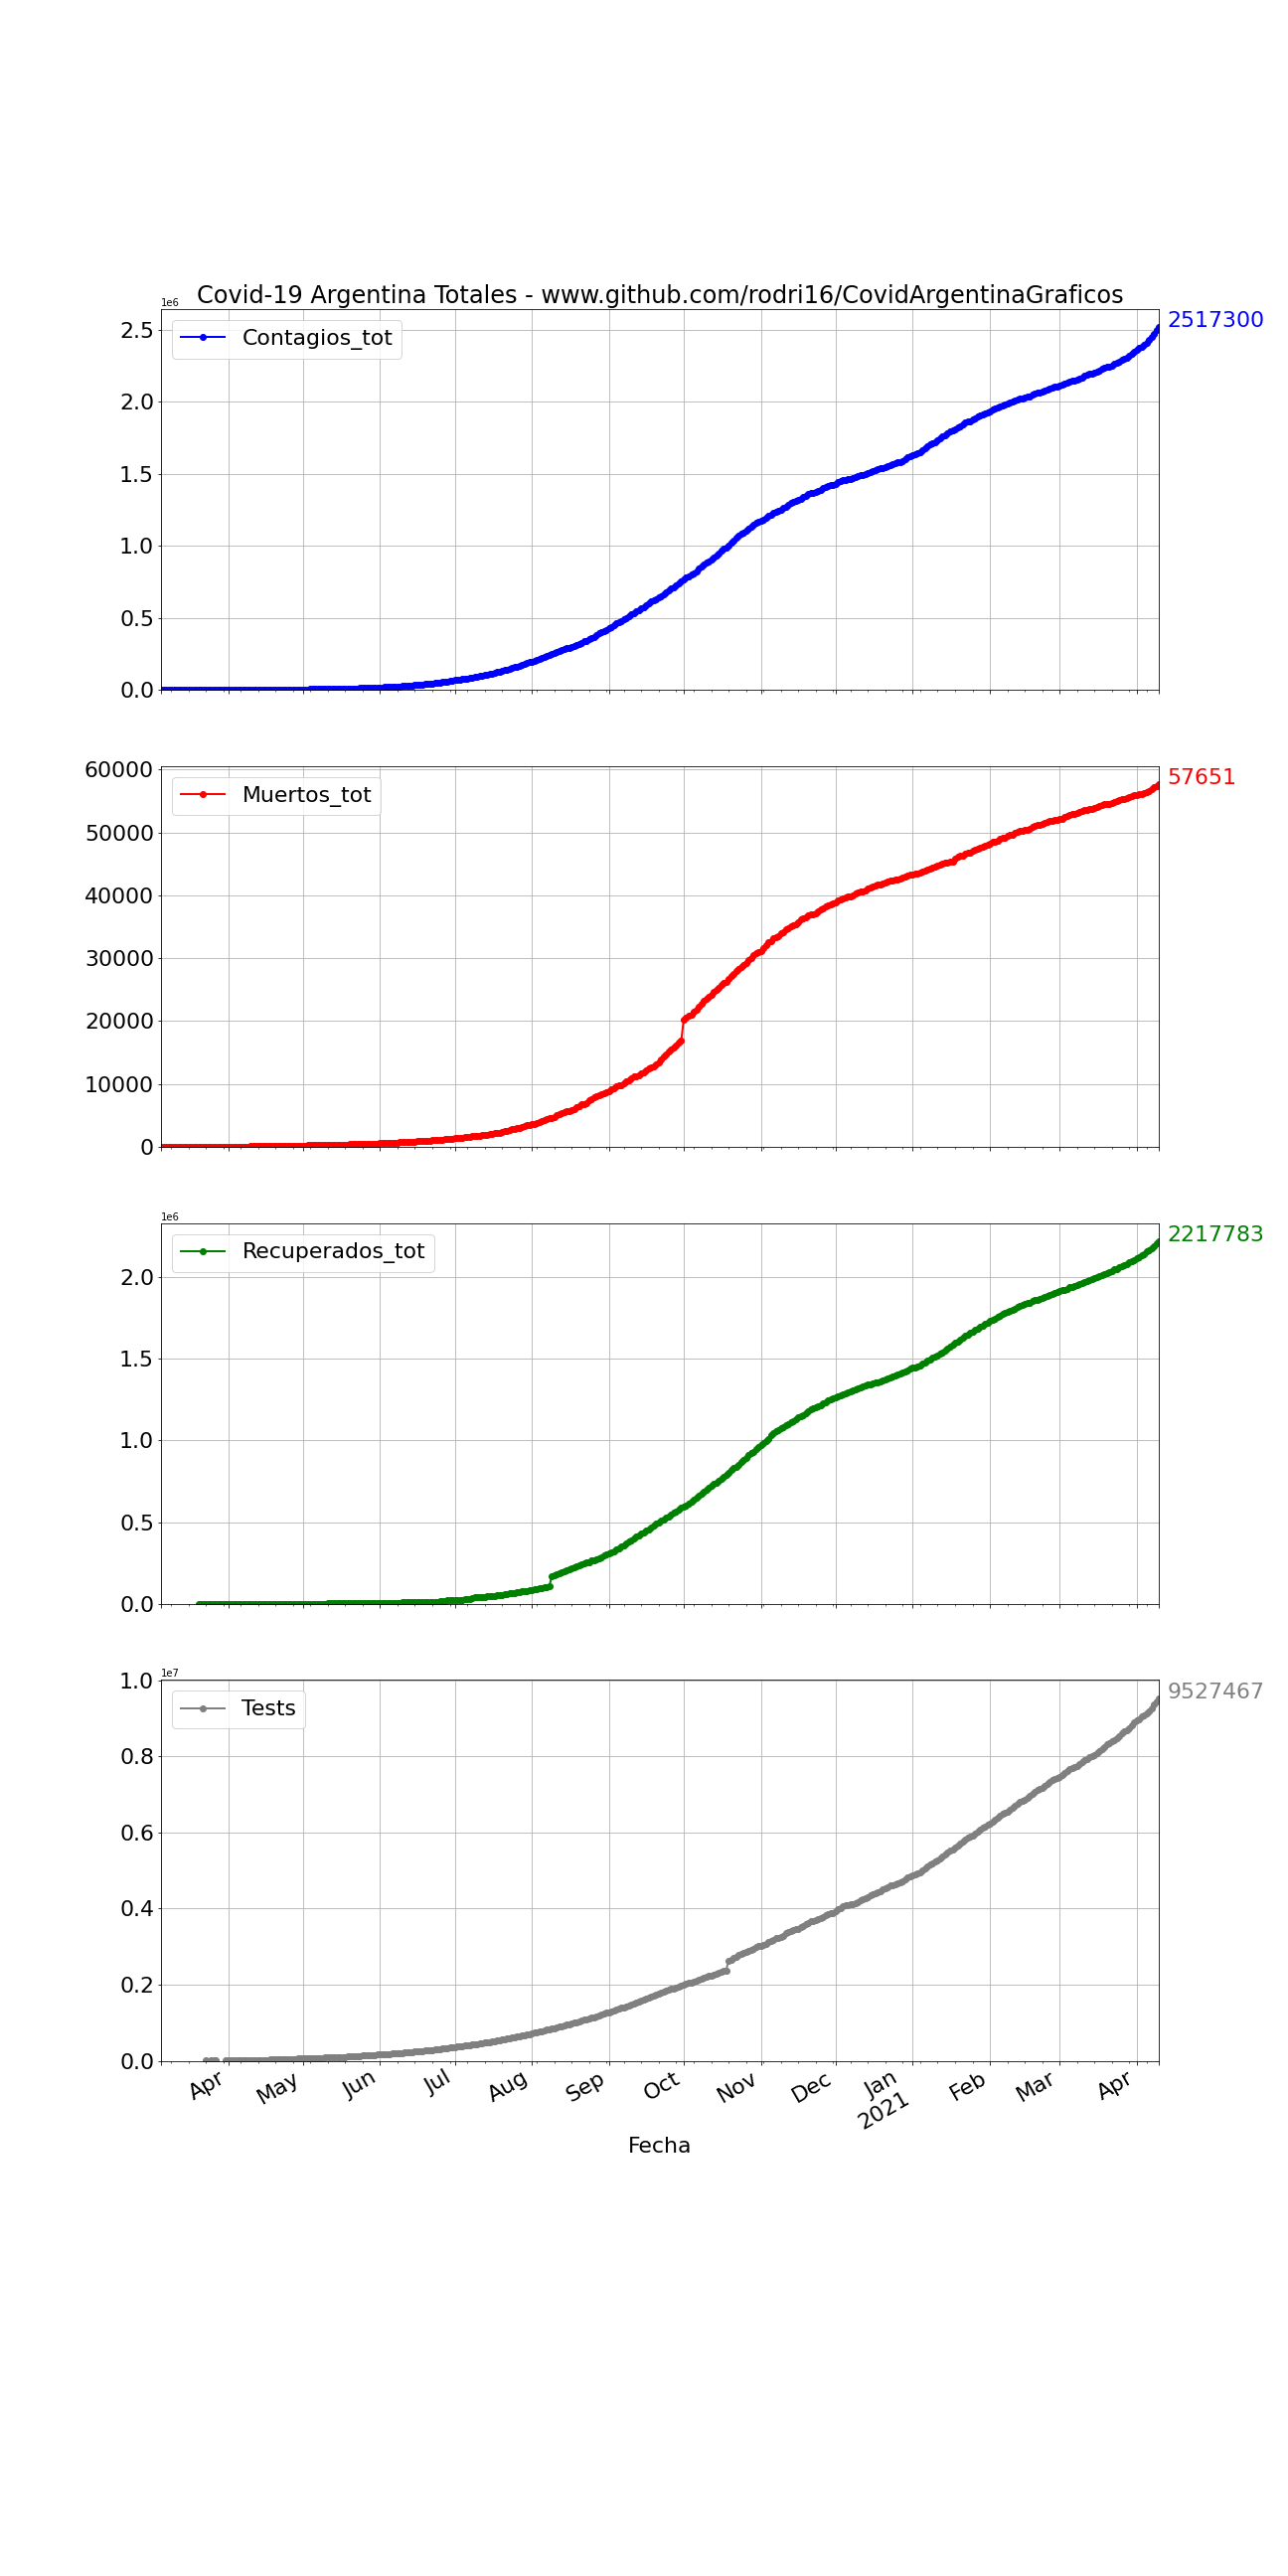 Covid-19 Argentina Totales - www.github.com/rodri16/CovidArgentinaGraficos
1e6
2517300
Contagios_tot
2.5
2.0
1.5
1.0
0.5
0.0
57651
Muertos_tot
60000
50000
40000
30000
20000
10000
0
1e6
2217783
Recuperados_tot
2.0
1.5
1.0
0.5
0.0
1e7
9527467
Tests
1.0
0.8
0.6
0.4
0.2
0.0
Apr May Jun Jul Aug Sep Oct Nov Dec Jan Feb Mar Apr
2021
Fecha